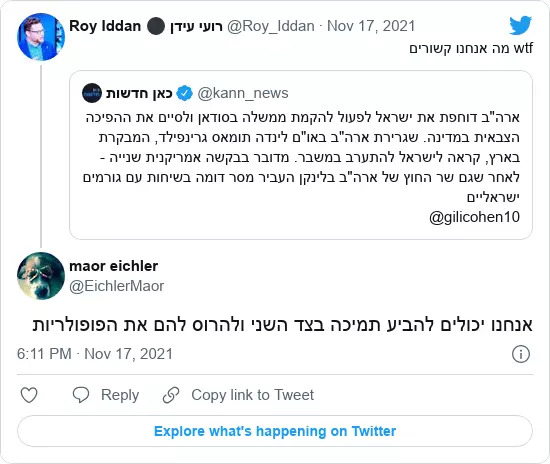 Roy Iddan ⚫ רועי עידן @Roy_Iddan · Nov 17, 2021
wtf מה אנחנו קשורים
כאן חדשות @kann_news
ארה"ב דוחפת את ישראל לפעול להקמת ממשלה בסודאן ולסיים את ההפיכה
הצבאית במדינה. שגרירת ארה"ב באו"ם לינדה תומאס גרינפילד, המבקרת
בארץ, קראה לישראל להתערב במשבר. מדובר בבקשה אמריקנית שנייה -
לאחר שגם שר החוץ של ארה"ב בלינקן העביר מסר דומה בשיחות עם גורמים
ישראליים
@gilicohen10
maor eichler
@EichlerMaor
אנחנו יכולים להביע תמיכה בצד השני ולהרוס להם את הפופולריות
6:11 PM · Nov 17, 2021
Reply
Copy link to Tweet
Explore what's happening on Twitter